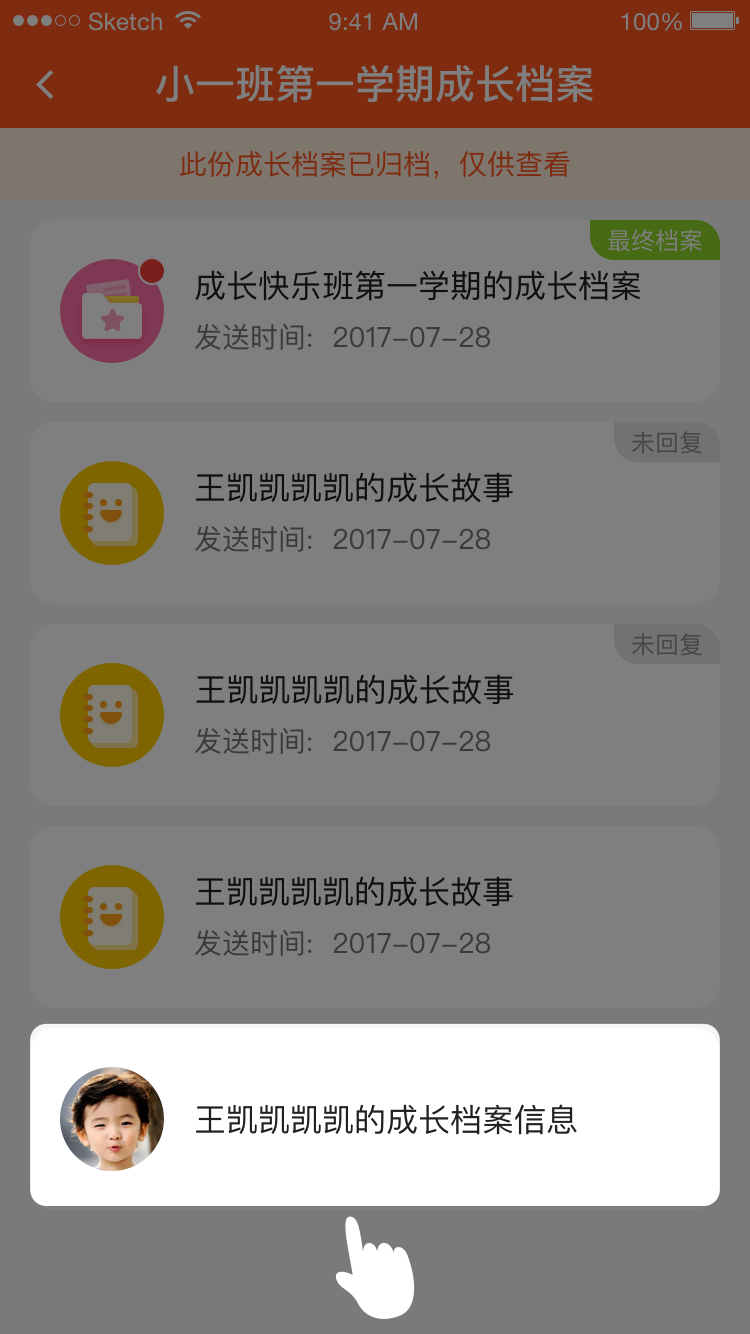 Sketch 9:41 AM 100%
小一班第一学期成长档案
此份成长档案已归档，仅供查看
最终档案
成长快乐班第一学期的成长档案
发送时间：2017-07-28
未回复
王凯凯凯凯的成长故事
发送时间：2017-07-28
未回复
王凯凯凯凯的成长故事
发送时间：2017-07-28
王凯凯凯凯的成长故事
发送时间：2017-07-28
王凯凯凯凯的成长档案信息